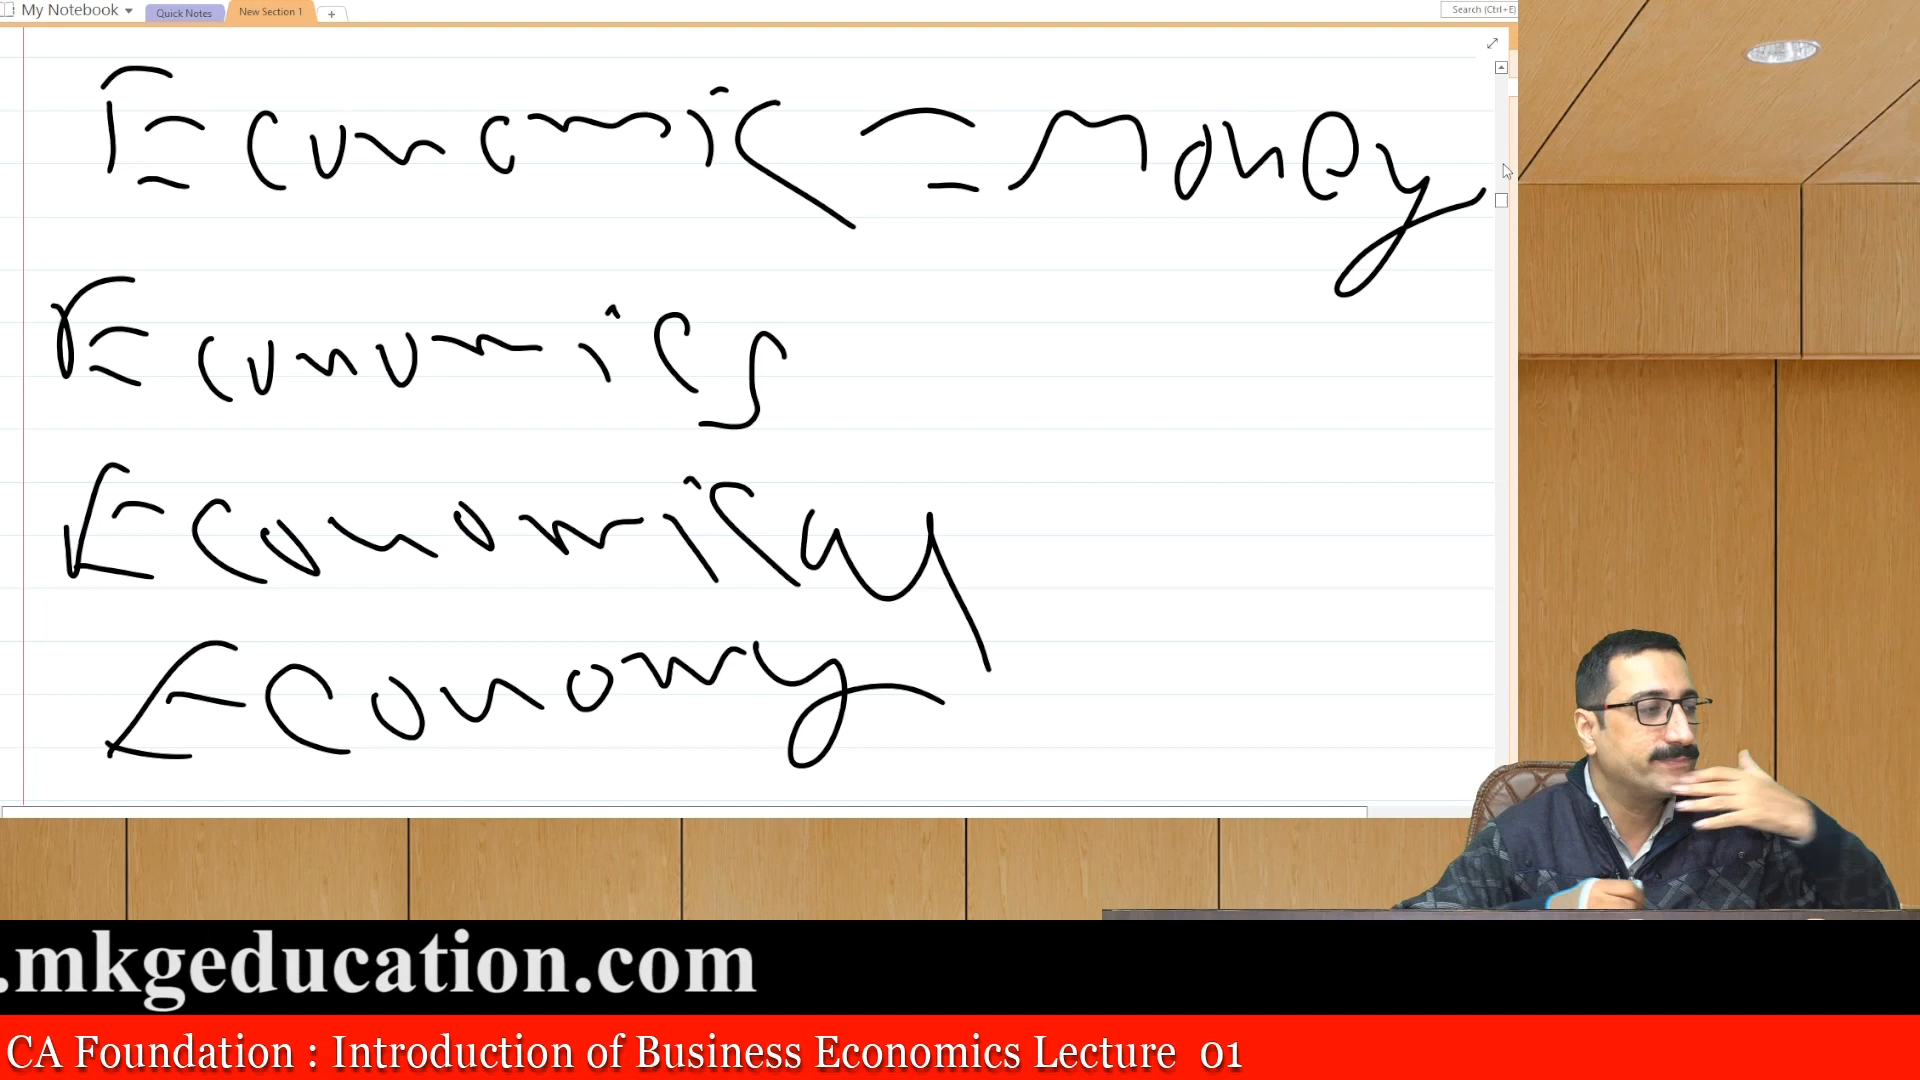 My Notebook Quick Notes New Section 1 + Search (Ctrl+E)
Economic = Money
Economics
Economical
Economy
.mkgeducation.com
CA Foundation : Introduction of Business Economics Lecture 01